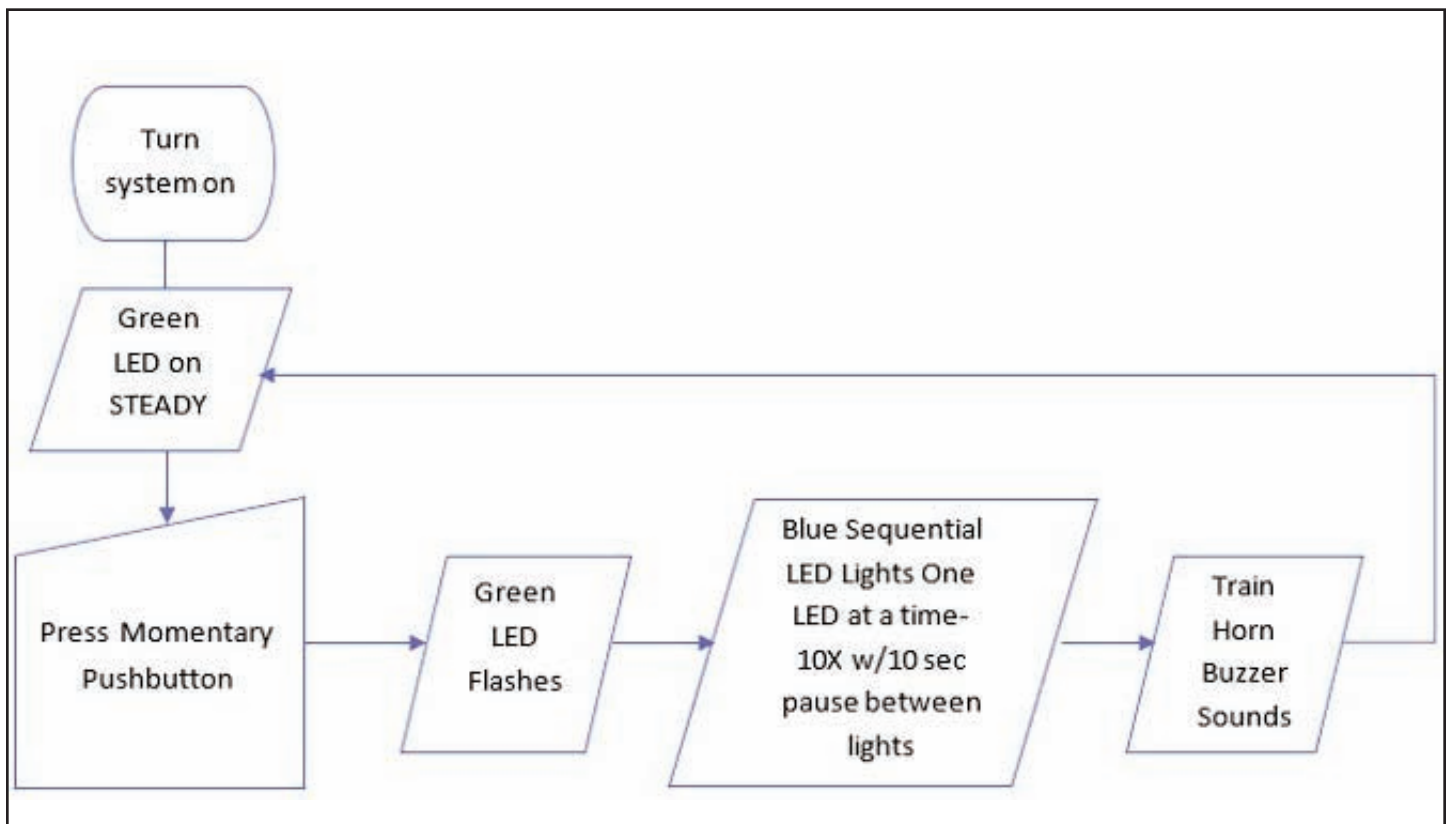 Turn
system on
Green
LED on
STEADY
Press Momentary
Pushbutton
Green
LED
Flashes
Blue Sequential
LED Lights One
LED at a time-
10X w/10 sec
pause between
lights
Train
Horn
Buzzer
Sounds